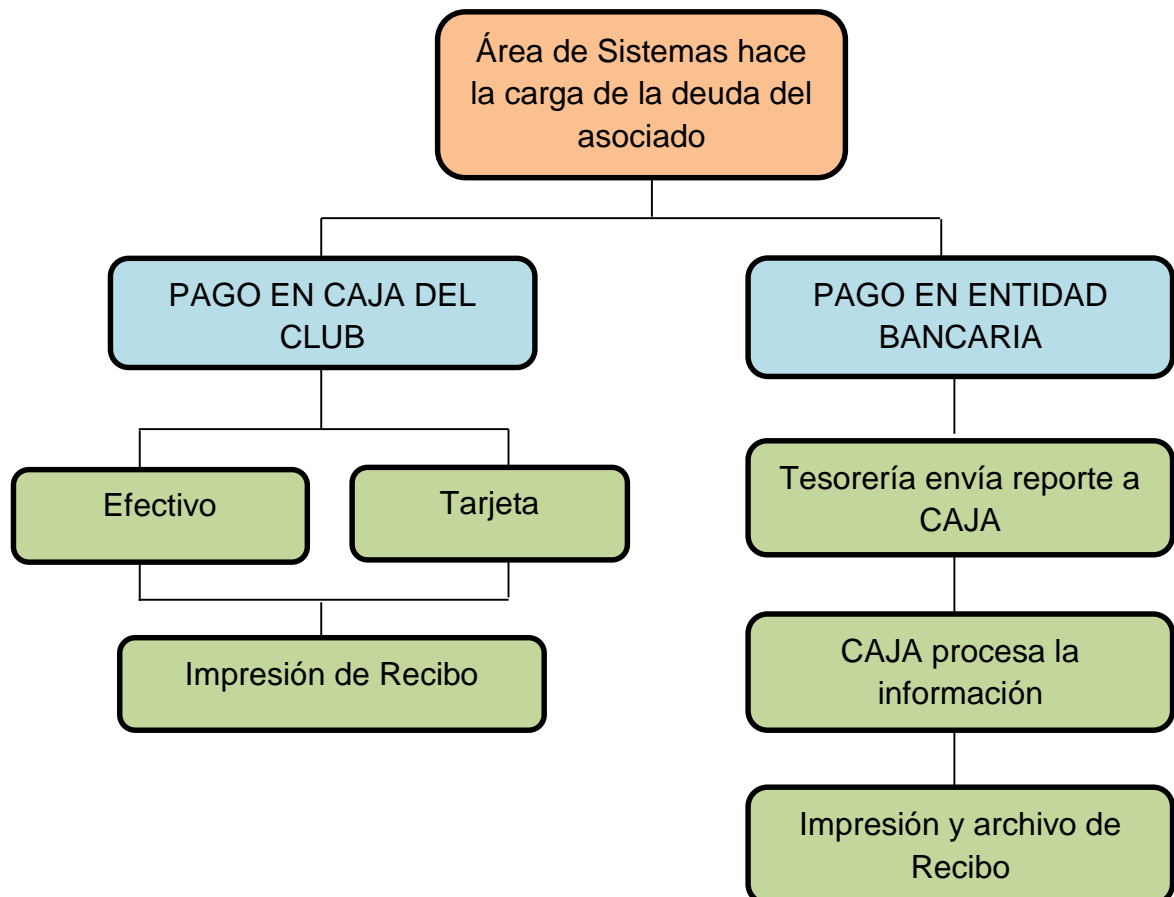 Área de Sistemas hace
la carga de la deuda del
asociado
PAGO EN CAJA DEL
CLUB
PAGO EN ENTIDAD
BANCARIA
Efectivo
Tarjeta
Tesorería envía reporte a
CAJA
Impresión de Recibo
CAJA procesa la
información
Impresión y archivo de
Recibo